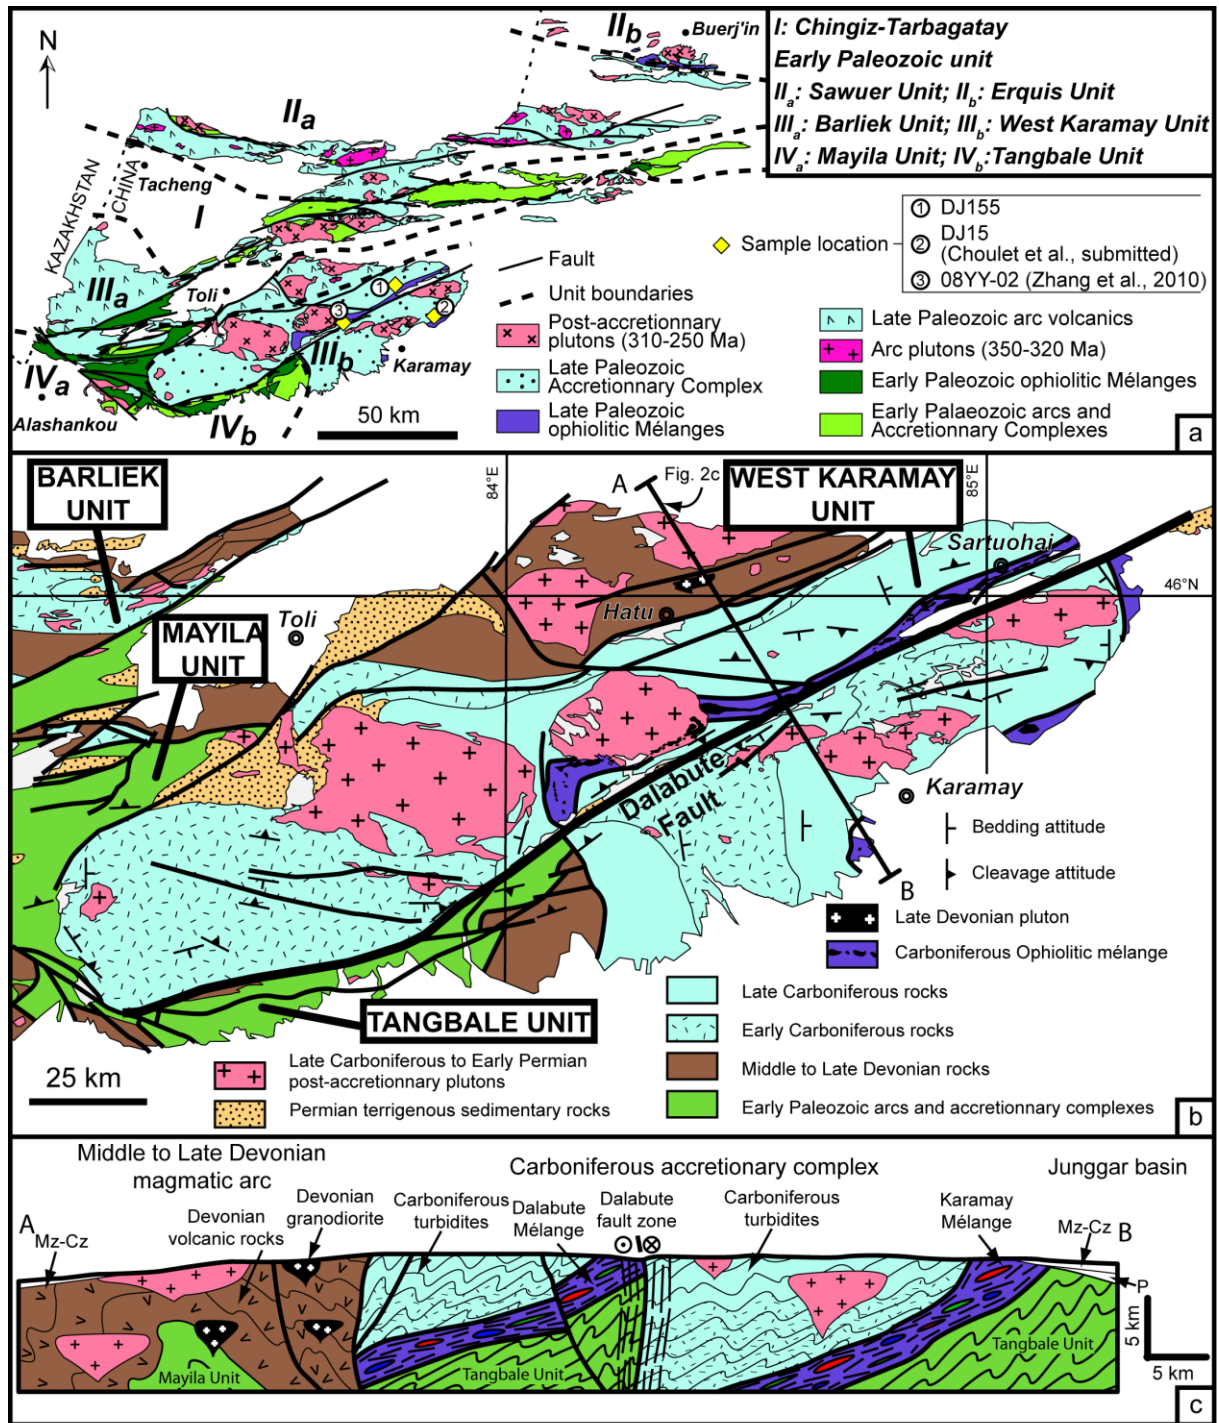 N
KAZAKHSTAN
CHINA
Tacheng
I
IIa
IIb
Buerj'in
IIIa
Toli
IIIb
Karamay
IVa
Alashankou
IVb
50 km
1
2
3
I: Chingiz-Tarbagatay
Early Paleozoic unit
IIa: Sawuer Unit; IIb: Erquis Unit
IIIa: Barliek Unit; IIIb: West Karamay Unit
IVa: Mayila Unit; IVb:Tangbale Unit
Sample location
1 DJ155
2 DJ15
(Choulet et al., submitted)
3 08YY-02 (Zhang et al., 2010)
Fault
Unit boundaries
Post-accretionnary
plutons (310-250 Ma)
Late Paleozoic
Accretionnary Complex
Late Paleozoic
ophiolitic Mélanges
Late Paleozoic arc volcanics
Arc plutons (350-320 Ma)
Early Paleozoic ophiolitic Mélanges
Early Palaeozoic arcs and
Accretionnary Complexes
a
BARLIEK
UNIT
MAYILA
UNIT
WEST KARAMAY
UNIT
TANGBALE UNIT
84°E
85°E
46°N
A
Fig. 2c
B
Sartuohai
Hatu
Toli
Karamay
Dalabute
Fault
Bedding attitude
Cleavage attitude
Late Devonian pluton
Carboniferous Ophiolitic mélange
Late Carboniferous rocks
Early Carboniferous rocks
Middle to Late Devonian rocks
Early Paleozoic arcs and accretionnary complexes
25 km
Late Carboniferous to Early Permian
post-accretionnary plutons
Permian terrigenous sedimentary rocks
b
Middle to Late Devonian
magmatic arc
Carboniferous accretionary complex
Junggar basin
A
Mz-Cz
Devonian
volcanic rocks
Devonian
granodiorite
Carboniferous
turbidites
Dalabute
Mélange
Dalabute
fault zone
Carboniferous
turbidites
Karamay
Mélange
Mz-Cz
B
P
Mayila Unit
Tangbale Unit
Tangbale Unit
5 km
5 km
c